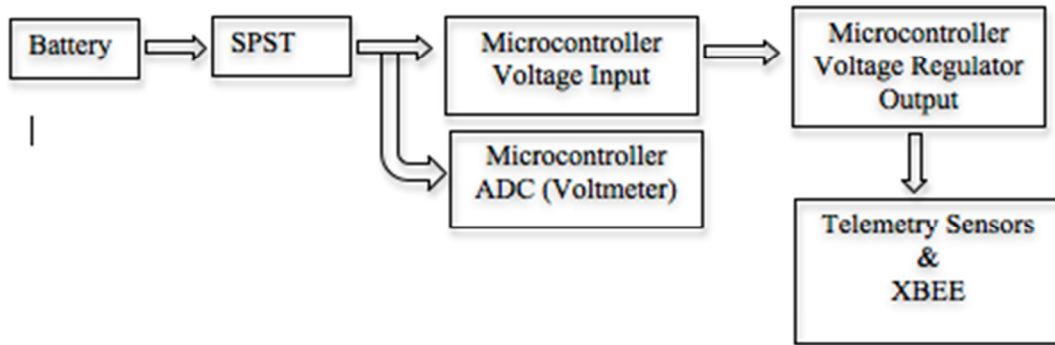 Battery
SPST
Microcontroller
Voltage Input
Microcontroller
Voltage Regulator
Output
Microcontroller
ADC (Voltmeter)
Telemetry Sensors
&
XBEE